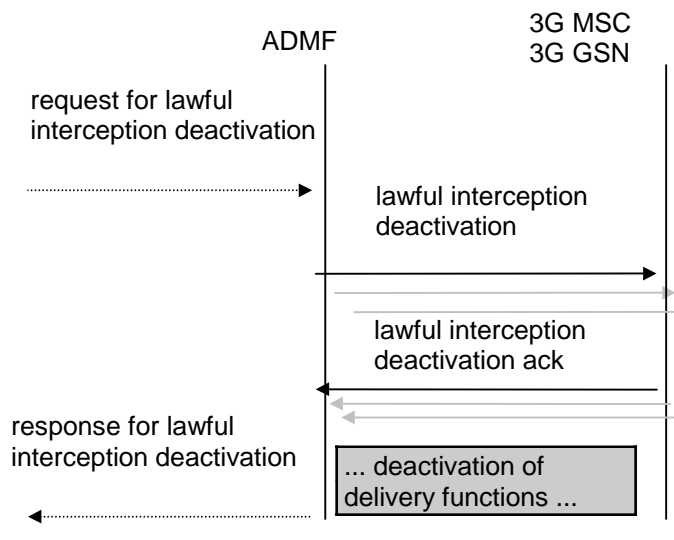 ADMF
3G MSC
3G GSN
request for lawful
interception deactivation
lawful interception
deactivation
lawful interception
deactivation ack
response for lawful
interception deactivation
... deactivation of
delivery functions ...